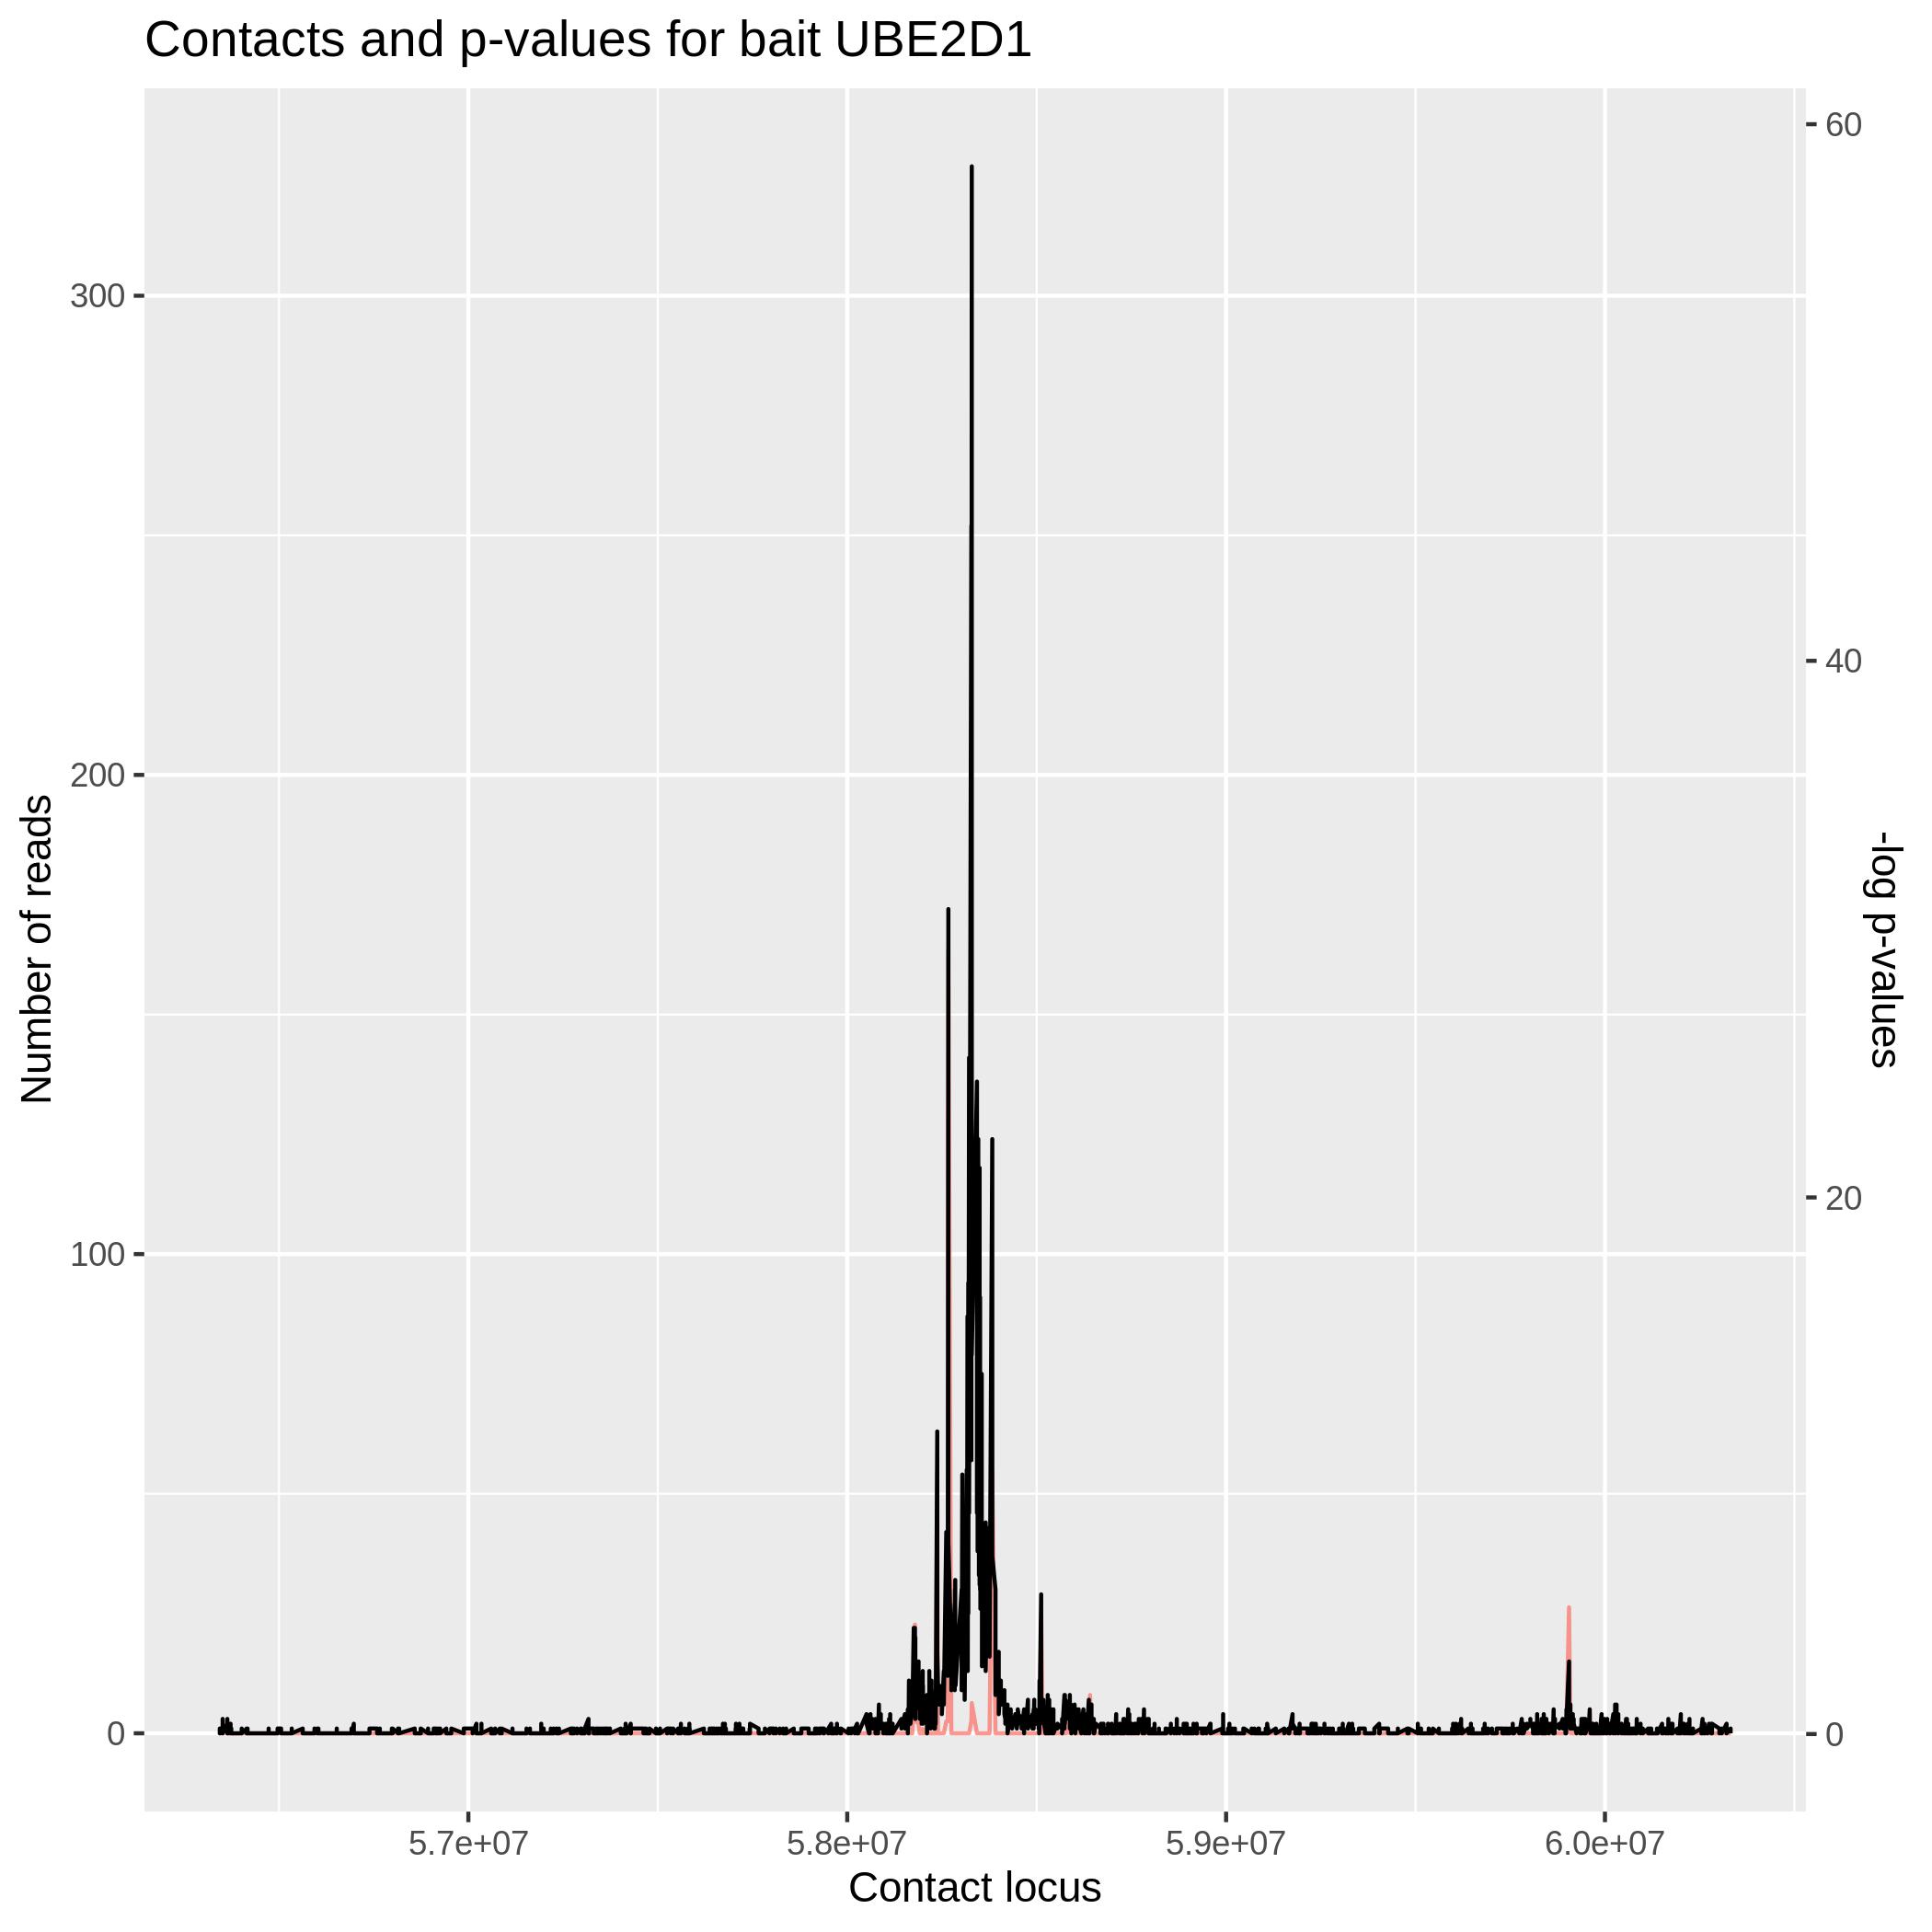 Contacts and p-values for bait UBE2D1
Number of reads
300
200
100
0
60
40
20
0
-log p-values
5.7e+07
5.8e+07
5.9e+07
6.0e+07
Contact locus